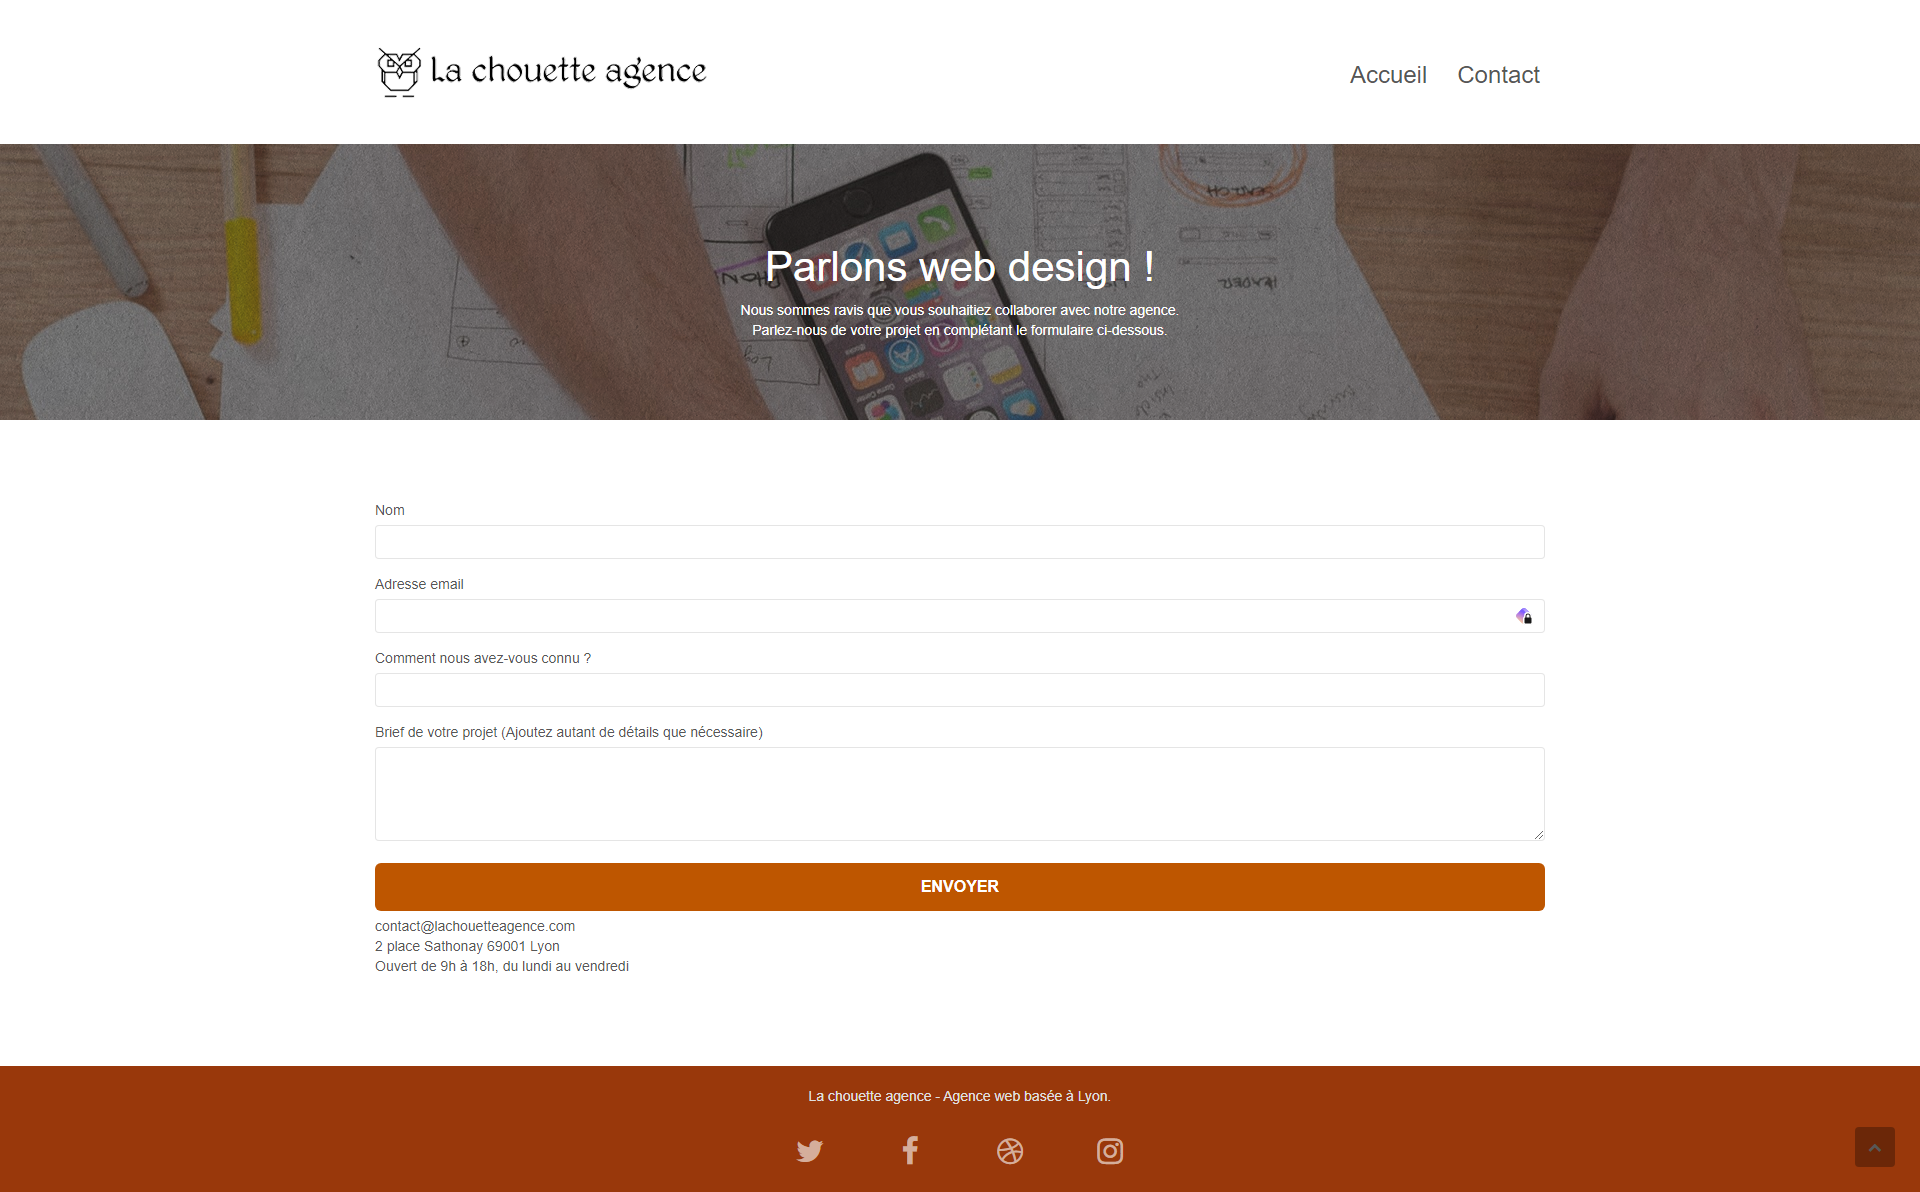 La chouette agence
Accueil
Contact
Parlons web design !
Nous sommes ravis que vous souhaitiez collaborer avec notre agence.
Parlez-nous de votre projet en complétant le formulaire ci-dessous.
Nom
Adresse email
Comment nous avez-vous connu ?
Brief de votre projet (Ajoutez autant de détails que nécessaire)
ENVOYER
contact@lachouetteagence.com
2 place Sathonay 69001 Lyon
Ouvert de 9h à 18h, du lundi au vendredi
La chouette agence - Agence web basée à Lyon.